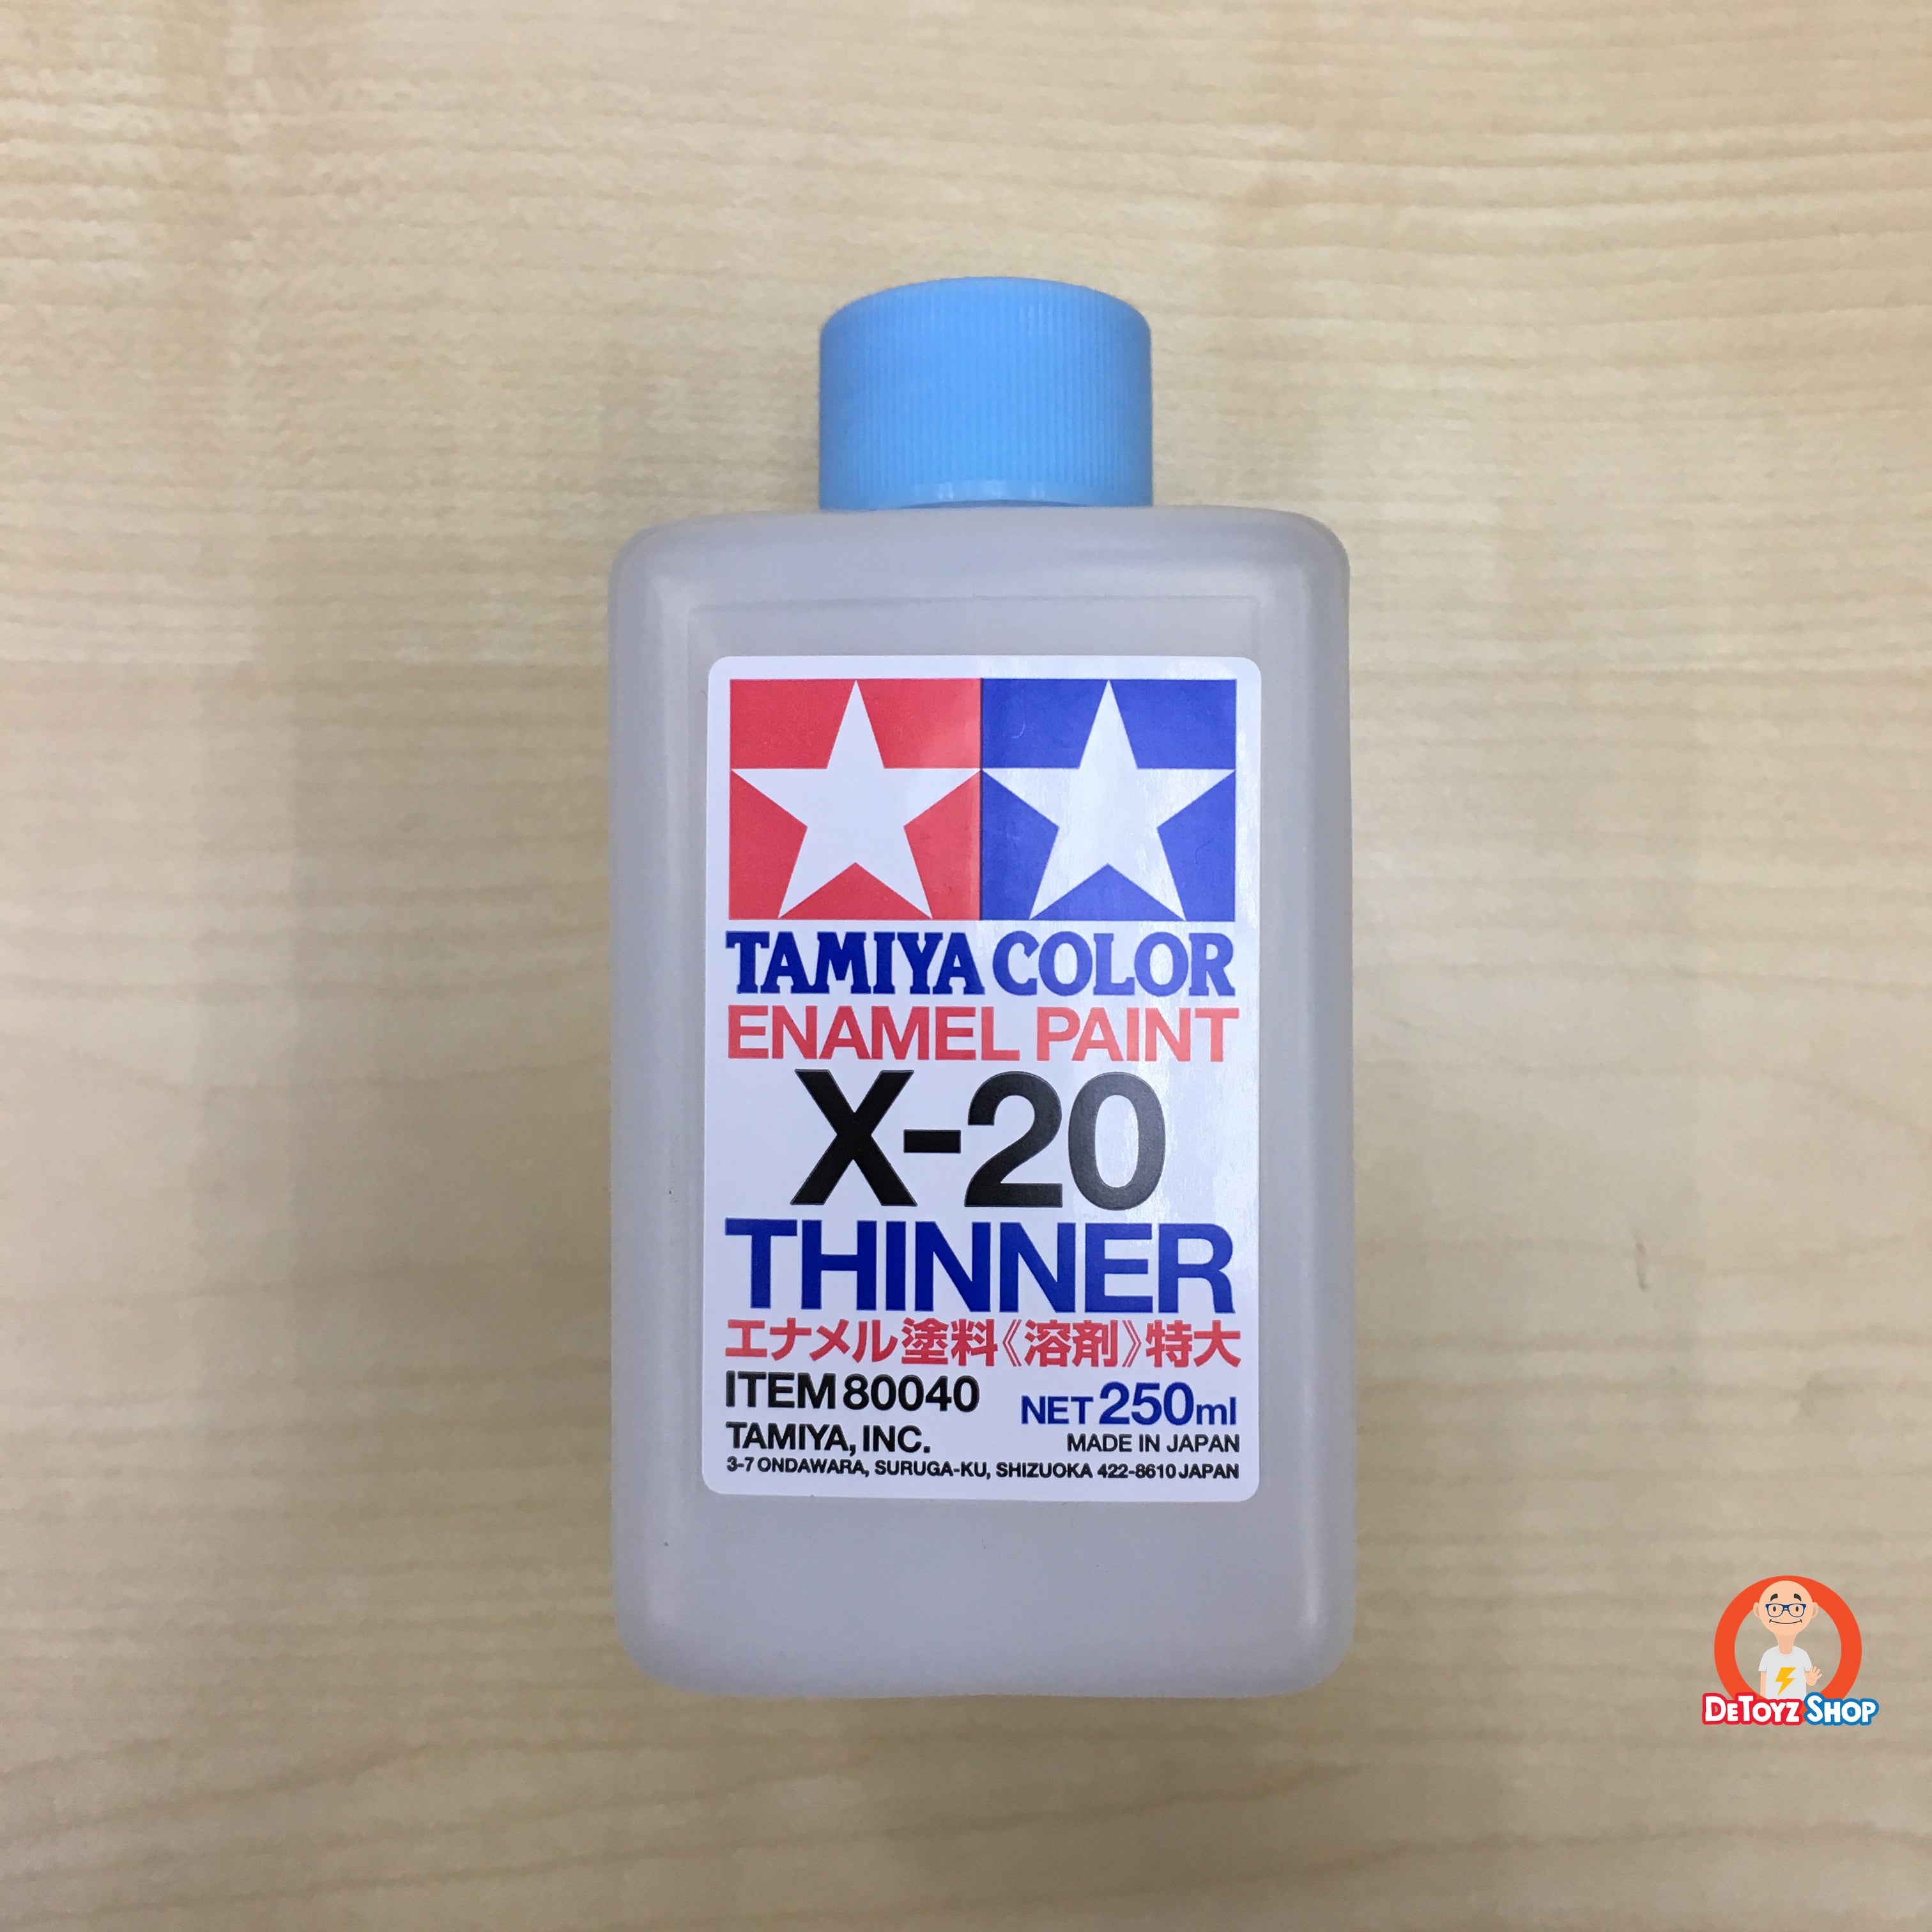 TAMIYA COLOR
ENAMEL PAINT
X-20
THINNER
エナメル塗料《溶剤》特大
ITEM 80040 NET 250ml
TAMIYA, INC. MADE IN JAPAN
3-7 ONDAWARA, SURUGA-KU, SHIZUOKA 422-8610 JAPAN
DETOYZ SHOP